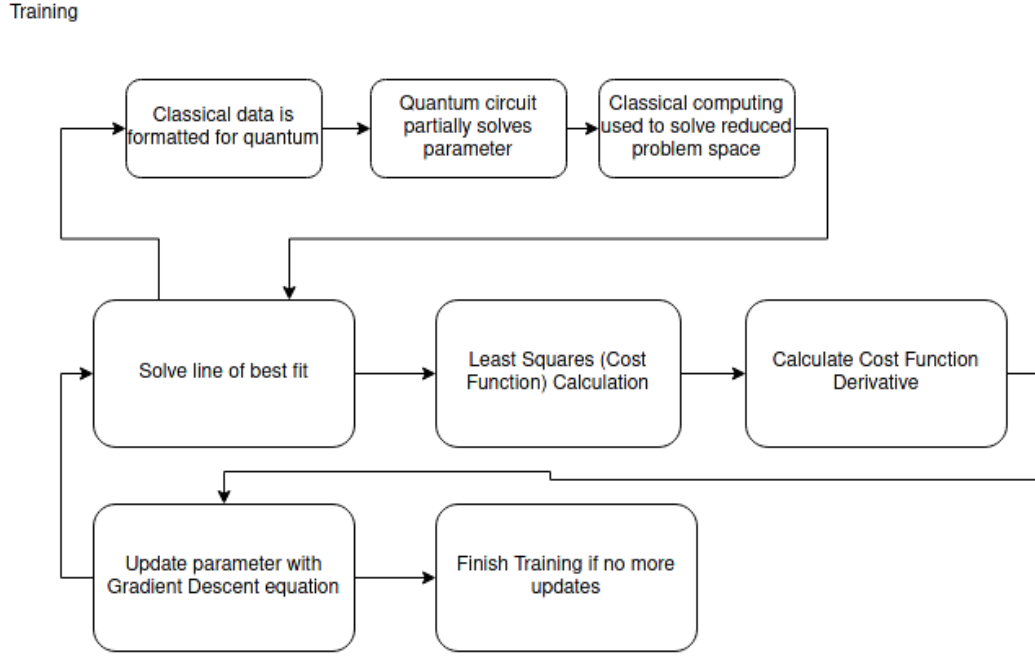 Training
Classical data is
formatted for quantum
Quantum circuit
partially solves
parameter
Classical computing
used to solve reduced
problem space
Solve line of best fit
Least Squares (Cost
Function) Calculation
Calculate Cost Function
Derivative
Update parameter with
Gradient Descent equation
Finish Training if no more
updates